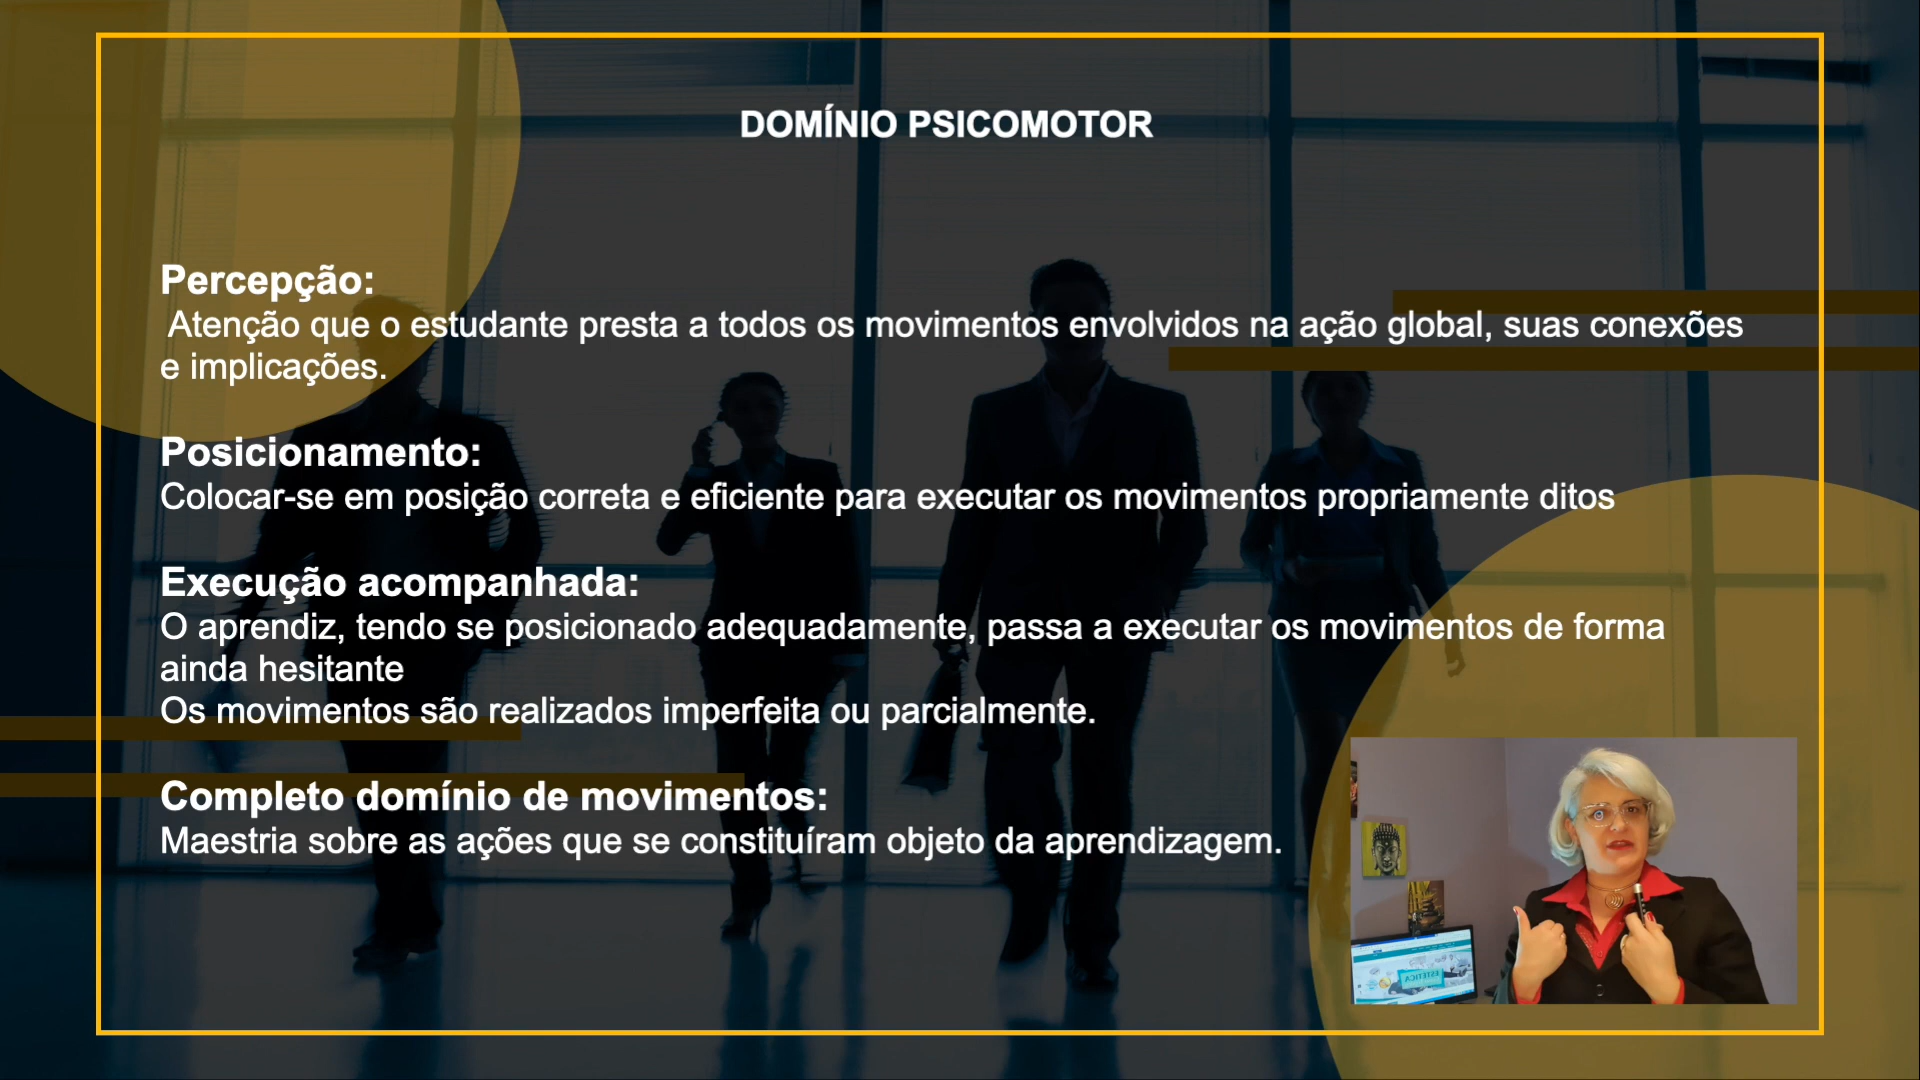 DOMÍNIO PSICOMOTOR
Percepção:
Atenção que o estudante presta a todos os movimentos envolvidos na ação global, suas conexões
e implicações.
Posicionamento:
Colocar-se em posição correta e eficiente para executar os movimentos propriamente ditos
Execução acompanhada:
O aprendiz, tendo se posicionado adequadamente, passa a executar os movimentos de forma
ainda hesitante
Os movimentos são realizados imperfeita ou parcialmente.
Completo domínio de movimentos:
Maestria sobre as ações que se constituíram objeto da aprendizagem.
ESTÉTICA